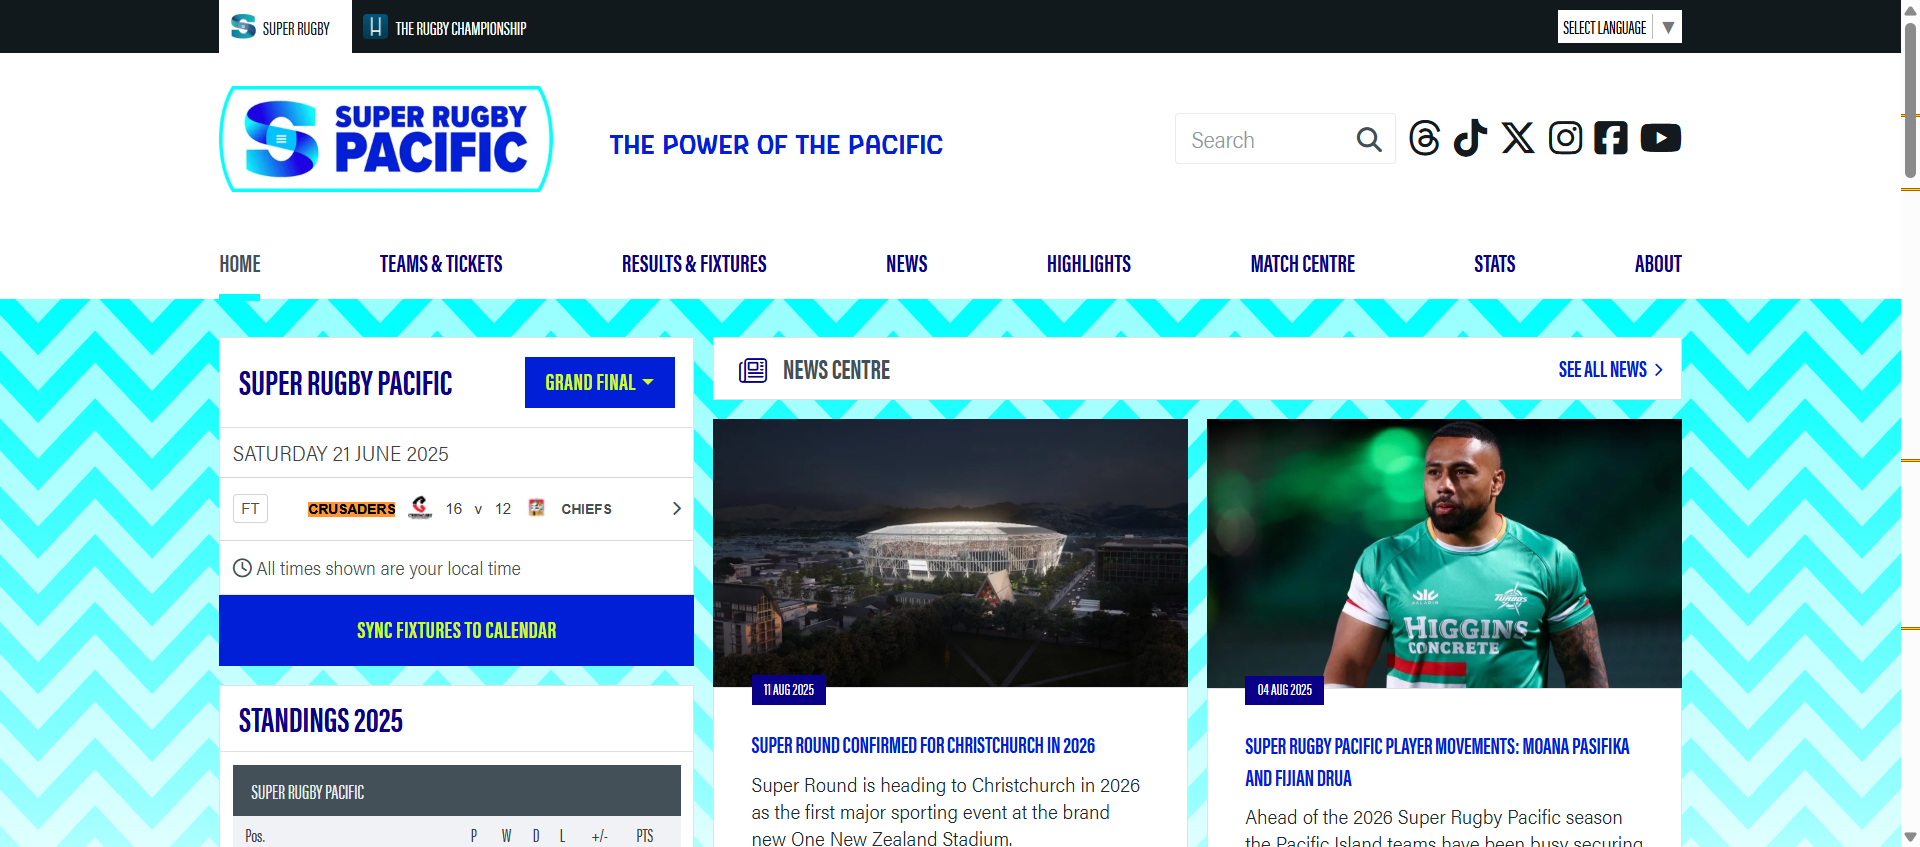 SUPER RUGBY
THE RUGBY CHAMPIONSHIP
SELECT LANGUAGE ▼
SUPER RUGBY
PACIFIC
THE POWER OF THE PACIFIC
Search
HOME
TEAMS & TICKETS
RESULTS & FIXTURES
NEWS
HIGHLIGHTS
MATCH CENTRE
STATS
ABOUT
SUPER RUGBY PACIFIC
GRAND FINAL
SATURDAY 21 JUNE 2025
FT CRUSADERS 16 v 12 CHIEFS
All times shown are your local time
SYNC FIXTURES TO CALENDAR
STANDINGS 2025
SUPER RUGBY PACIFIC
Pos. P W D L +/- PTS
NEWS CENTRE
SEE ALL NEWS
11 AUG 2025
SUPER ROUND CONFIRMED FOR CHRISTCHURCH IN 2026
Super Round is heading to Christchurch in 2026
as the first major sporting event at the brand
new One New Zealand Stadium.
PALADIN
TURBOS
HIGGINS
CONCRETE
04 AUG 2025
SUPER RUGBY PACIFIC PLAYER MOVEMENTS: MOANA PASIFIKA
AND FIJIAN DRUA
Ahead of the 2026 Super Rugby Pacific season
the Pacific Island teams have been busy securing